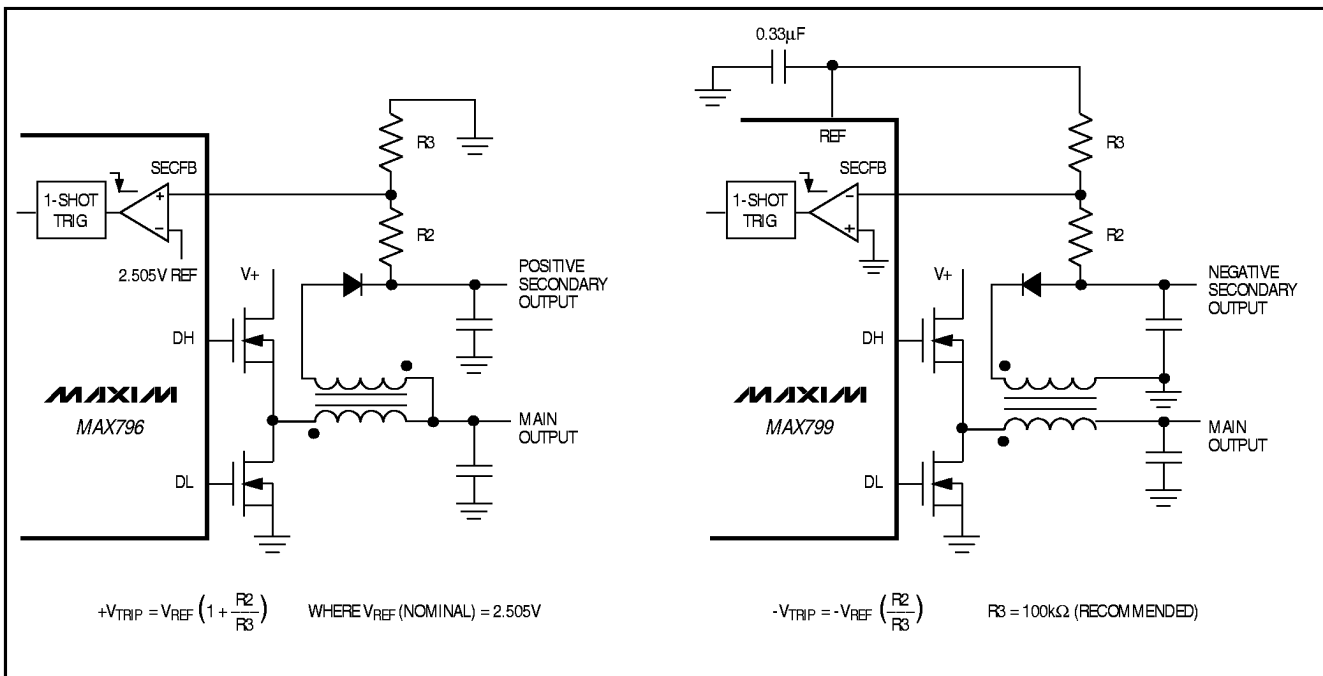 0.33μF
R3
REF
R3
SECFB
SECFB
1-SHOT
TRIG
+
−
1-SHOT
TRIG
−
+
R2
R2
2.505V REF
V+
POSITIVE
SECONDARY
OUTPUT
V+
NEGATIVE
SECONDARY
OUTPUT
DH
DH
MAXIM
MAX796
MAXIM
MAX799
MAIN
OUTPUT
MAIN
OUTPUT
DL
DL
+VTRIP = VREF (1 + R2/R3) WHERE VREF (NOMINAL) = 2.505V
-VTRIP = -VREF (R2/R3) R3 = 100kΩ (RECOMMENDED)